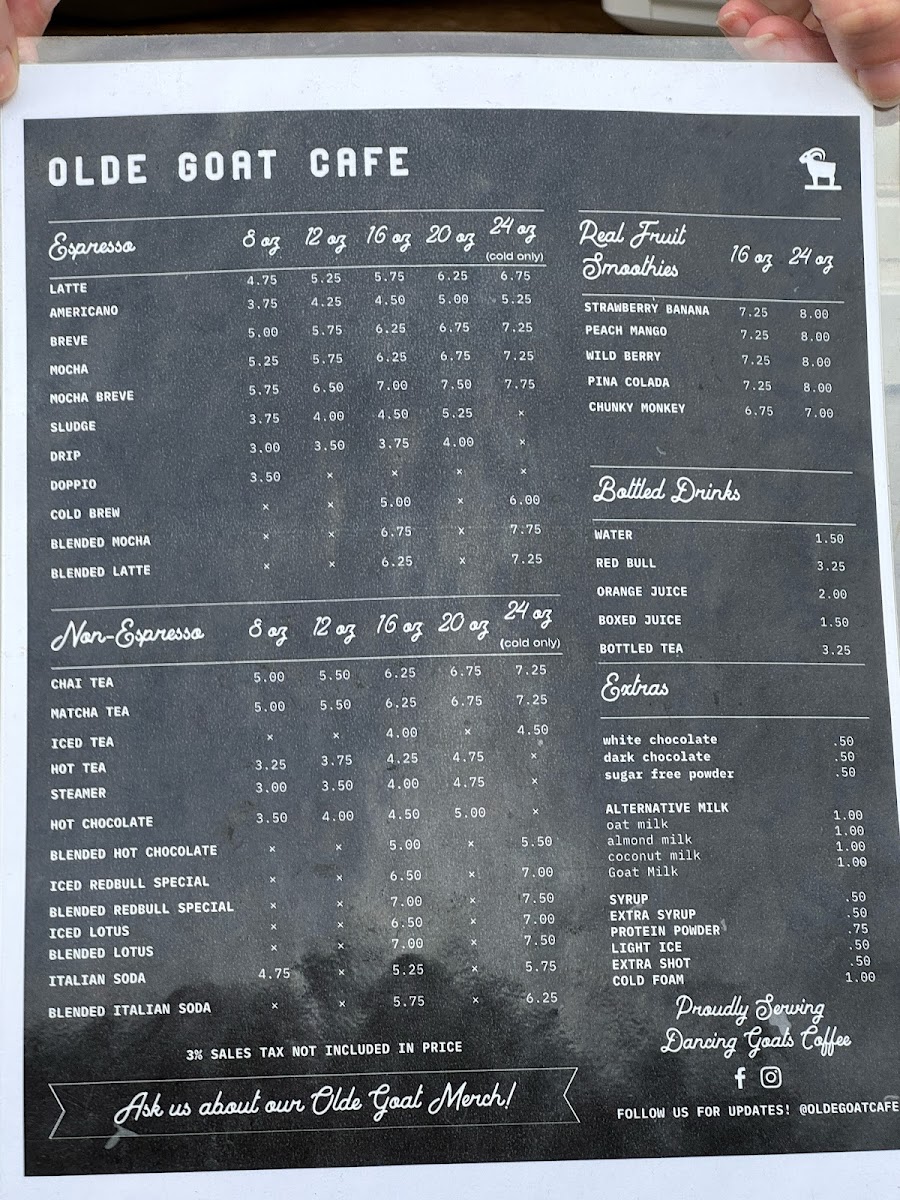 OLDE GOAT CAFE
Espresso 8 oz 12 oz 16 oz 20 oz 24 oz
(cold only)
LATTE 4.75 5.25 5.75 6.25 6.75
AMERICANO 3.75 4.25 4.50 5.00 5.25
BREVE 5.00 5.75 6.25 6.75 7.25
MOCHA 5.25 5.75 6.25 6.75 7.25
MOCHA BREVE 5.75 6.50 7.00 7.50 7.75
SLUDGE 3.75 4.00 4.50 5.25 ×
DRIP 3.00 3.50 3.75 4.00 ×
DOPPIO 3.50 × × × ×
COLD BREW × × 5.00 × 6.00
BLENDED MOCHA × × 6.75 × 7.75
BLENDED LATTE × × 6.25 × 7.25
Non-Espresso 8 oz 12 oz 16 oz 20 oz 24 oz
(cold only)
CHAI TEA 5.00 5.50 6.25 6.75 7.25
MATCHA TEA 5.00 5.50 6.25 6.75 7.25
ICED TEA × × 4.00 × 4.50
HOT TEA 3.25 3.75 4.25 4.75 ×
STEAMER 3.00 3.50 4.00 4.75 ×
HOT CHOCOLATE 3.50 4.00 4.50 5.00 ×
BLENDED HOT CHOCOLATE × × 5.00 × 5.50
ICED REDBULL SPECIAL × × 6.50 × 7.00
BLENDED REDBULL SPECIAL × × 7.00 × 7.50
ICED LOTUS × × 6.50 × 7.00
BLENDED LOTUS × × 7.00 × 7.50
ITALIAN SODA 4.75 × 5.25 × 5.75
BLENDED ITALIAN SODA × × 5.75 × 6.25
3% SALES TAX NOT INCLUDED IN PRICE
Ask us about our Olde Goat Merch!
Real Fruit
Smoothies 16 oz 24 oz
STRAWBERRY BANANA 7.25 8.00
PEACH MANGO 7.25 8.00
WILD BERRY 7.25 8.00
PINA COLADA 7.25 8.00
CHUNKY MONKEY 6.75 7.00
Bottled Drinks
WATER 1.50
RED BULL 3.25
ORANGE JUICE 2.00
BOXED JUICE 1.50
BOTTLED TEA 3.25
Extras
white chocolate .50
dark chocolate .50
sugar free powder .50
ALTERNATIVE MILK
oat milk 1.00
almond milk 1.00
coconut milk 1.00
Goat Milk 1.00
SYRUP .50
EXTRA SYRUP .50
PROTEIN POWDER .75
LIGHT ICE .50
EXTRA SHOT .50
COLD FOAM 1.00
Proudly Serving
Dancing Goats Coffee
FOLLOW US FOR UPDATES! @OLDEGOATCAFE